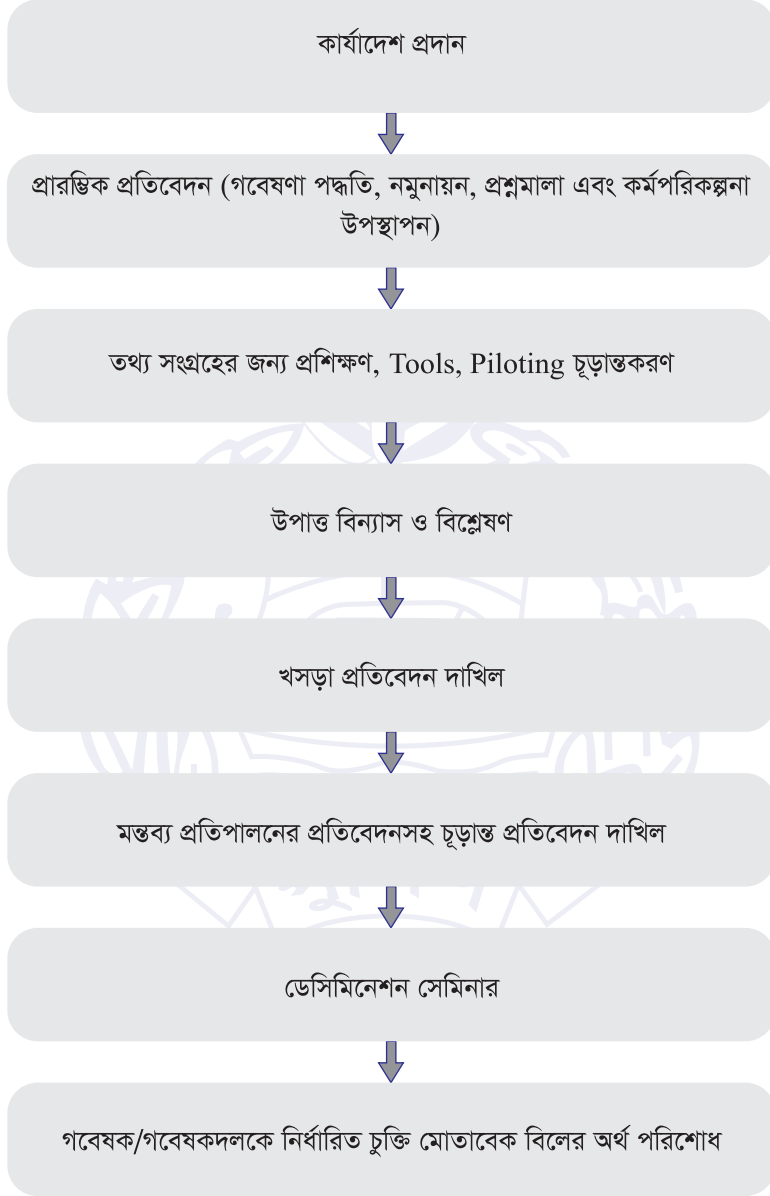 কার্যাদেশ প্রদান
প্রারম্ভিক প্রতিবেদন (গবেষণা পদ্ধতি, নমুনায়ন, প্রশ্নমালা এবং কর্মপরিকল্পনা
উপস্থাপন)
তথ্য সংগ্রহের জন্য প্রশিক্ষণ, Tools, Piloting চূড়ান্তকরণ
উপাত্ত বিন্যাস ও বিশ্লেষণ
খসড়া প্রতিবেদন দাখিল
মন্তব্য প্রতিপালনের প্রতিবেদনসহ চূড়ান্ত প্রতিবেদন দাখিল
ডেসিমিনেশন সেমিনার
গবেষক/গবেষকদলকে নির্ধারিত চুক্তি মোতাবেক বিলের অর্থ পরিশোধ